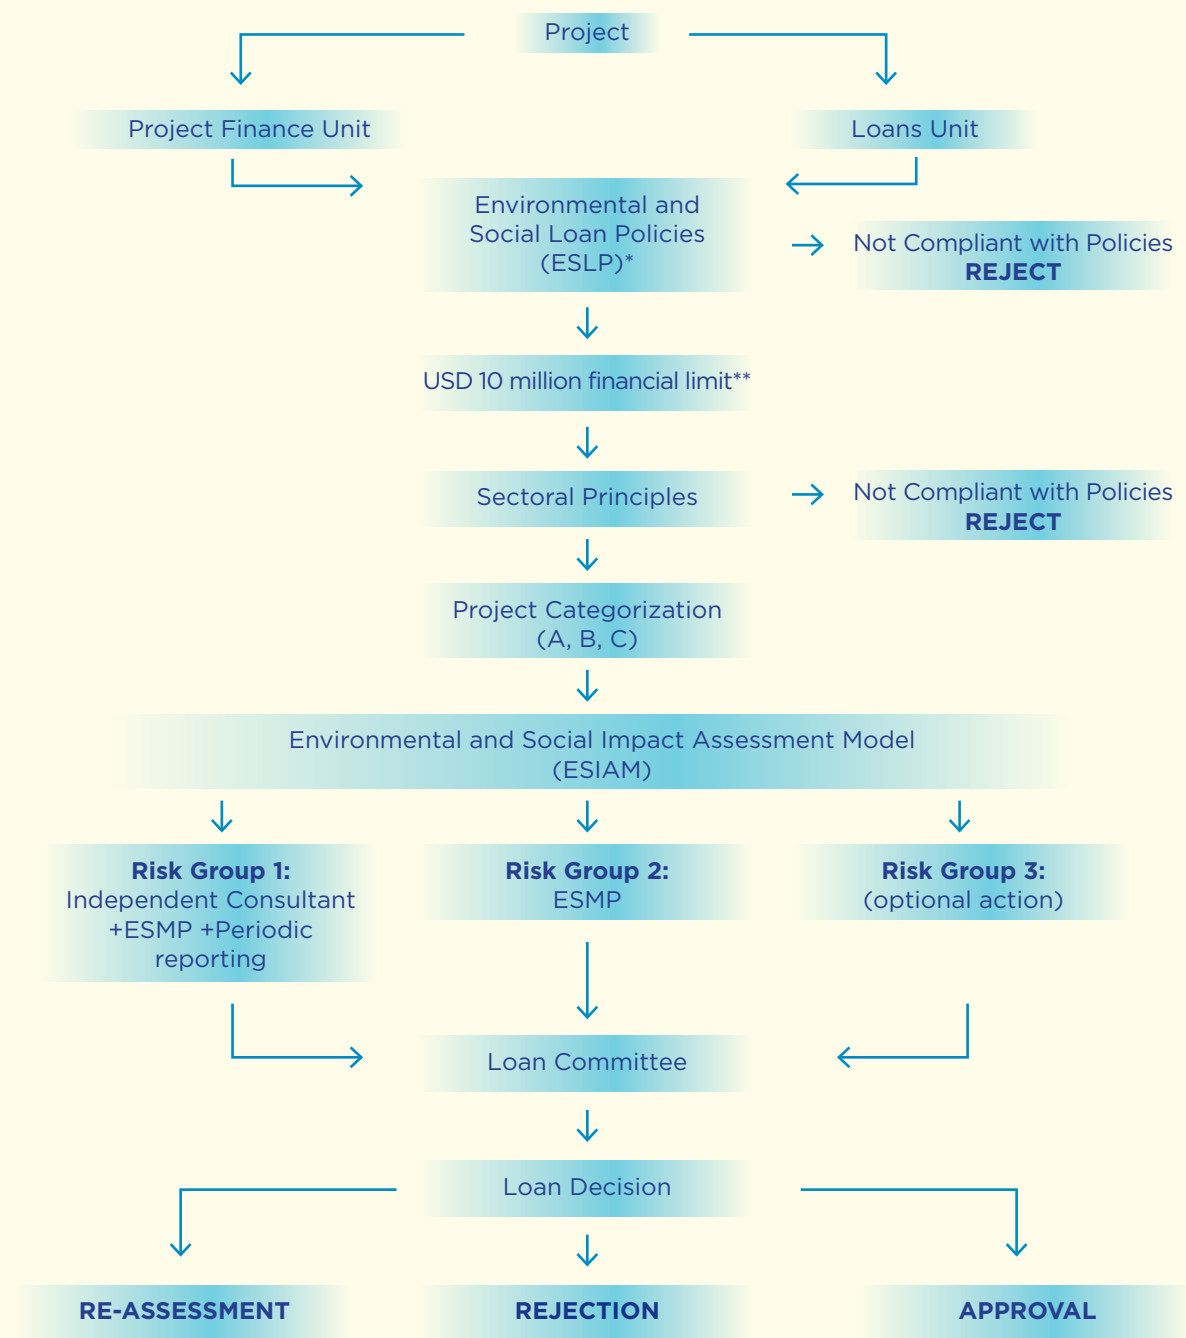 Project
Project Finance Unit
Loans Unit
Environmental and
Social Loan Policies
(ESLP)*
Not Compliant with Policies
REJECT
USD 10 million financial limit**
Sectoral Principles
Not Compliant with Policies
REJECT
Project Categorization
(A, B, C)
Environmental and Social Impact Assessment Model
(ESIAM)
Risk Group 1:
Independent Consultant
+ESMP +Periodic
reporting
Risk Group 2:
ESMP
Risk Group 3:
(optional action)
Loan Committee
Loan Decision
RE-ASSESSMENT
REJECTION
APPROVAL